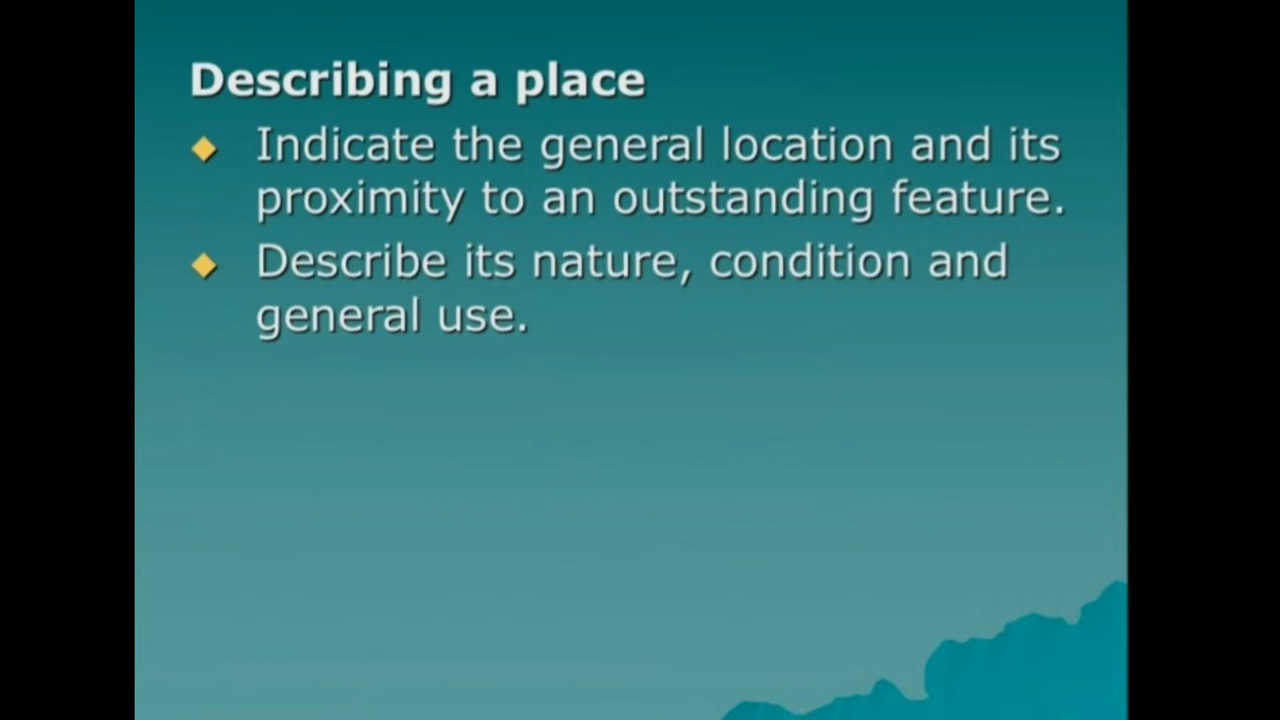 Describing a place
Indicate the general location and its
proximity to an outstanding feature.
Describe its nature, condition and
general use.